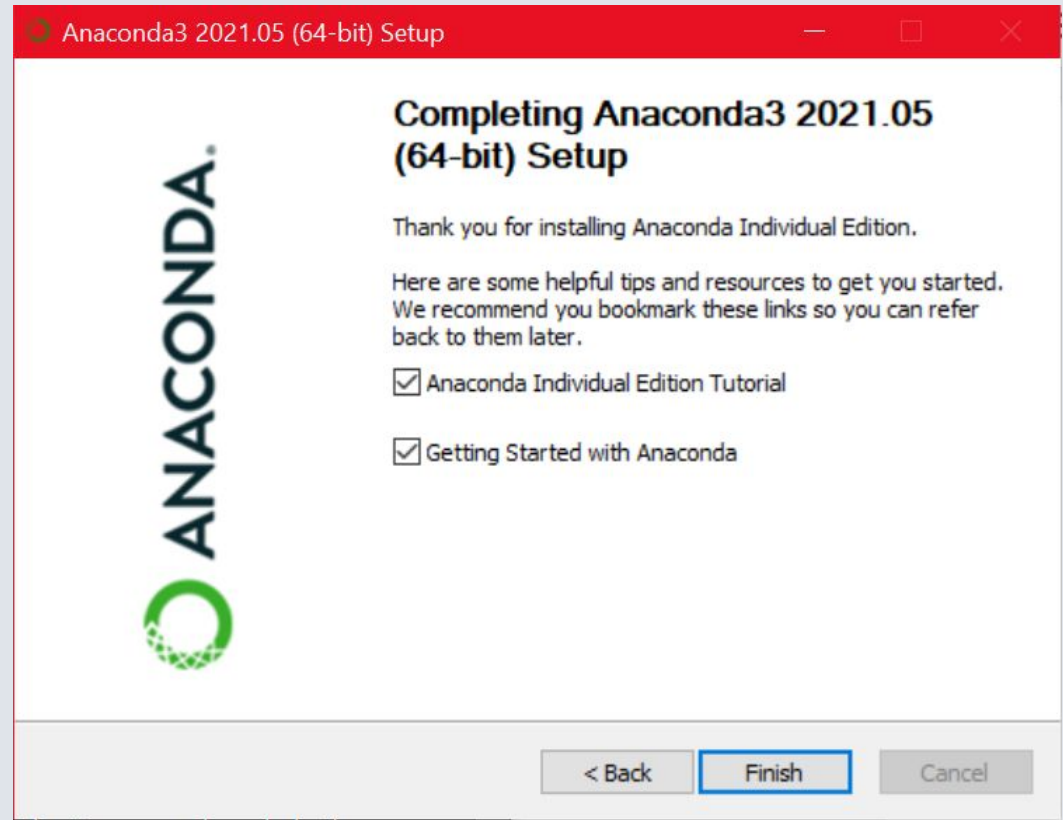 Anaconda3 2021.05 (64-bit) Setup
Completing Anaconda3 2021.05
(64-bit) Setup
Thank you for installing Anaconda Individual Edition.
Here are some helpful tips and resources to get you started.
We recommend you bookmark these links so you can refer
back to them later.
Anaconda Individual Edition Tutorial
Getting Started with Anaconda
ANACONDA.
< Back
Finish
Cancel